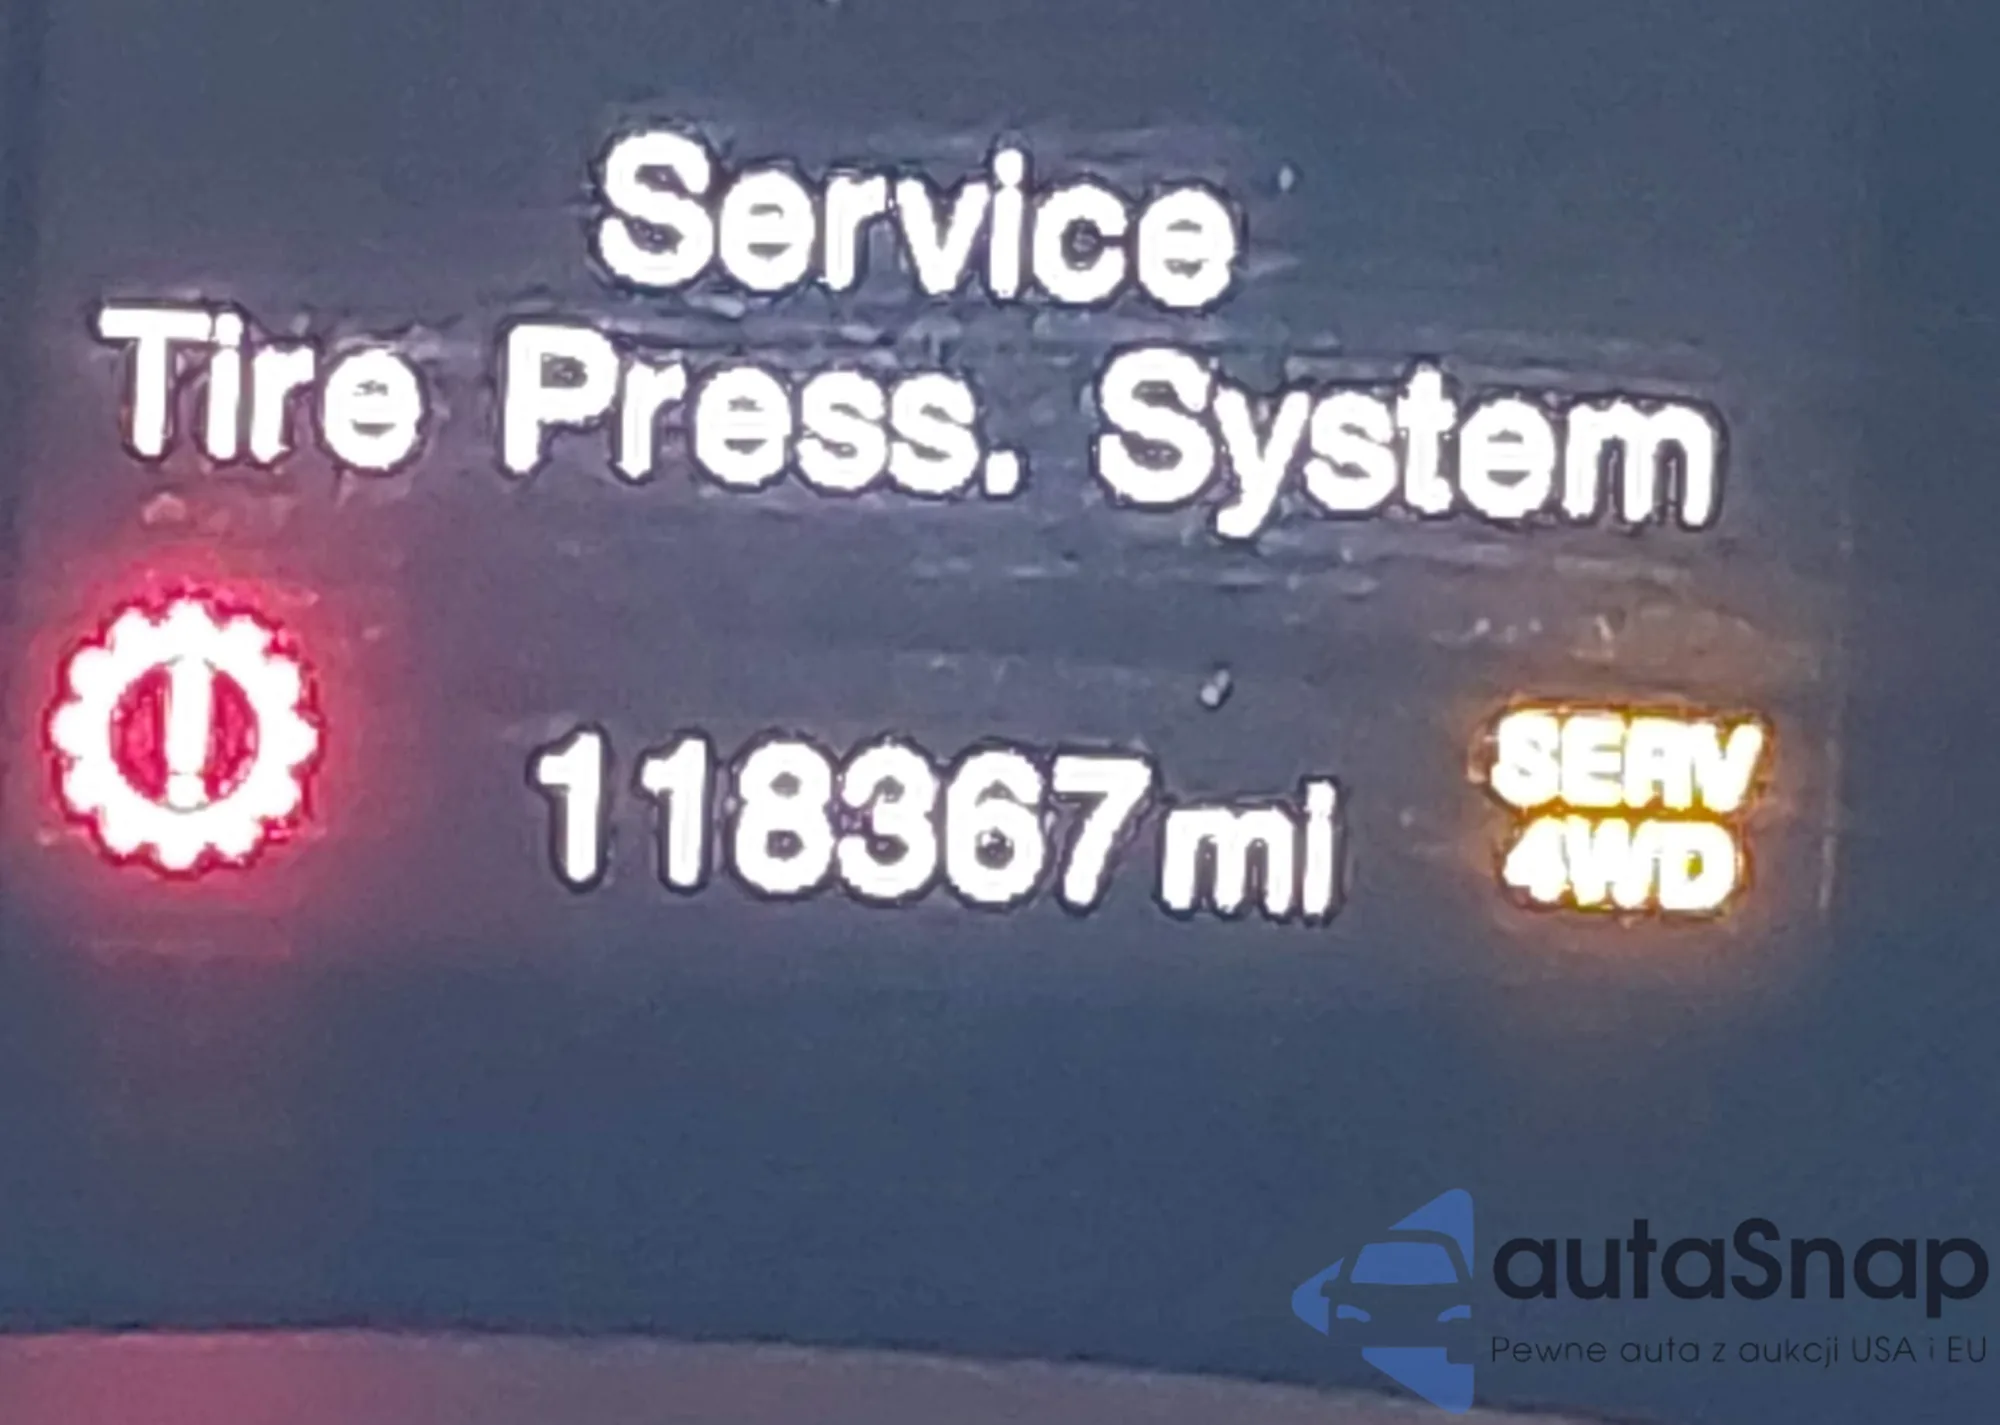 Service
Tire Press. System
118367mi
SERV
4WD
autaSnap
Pewne auta z aukcji USA i EU